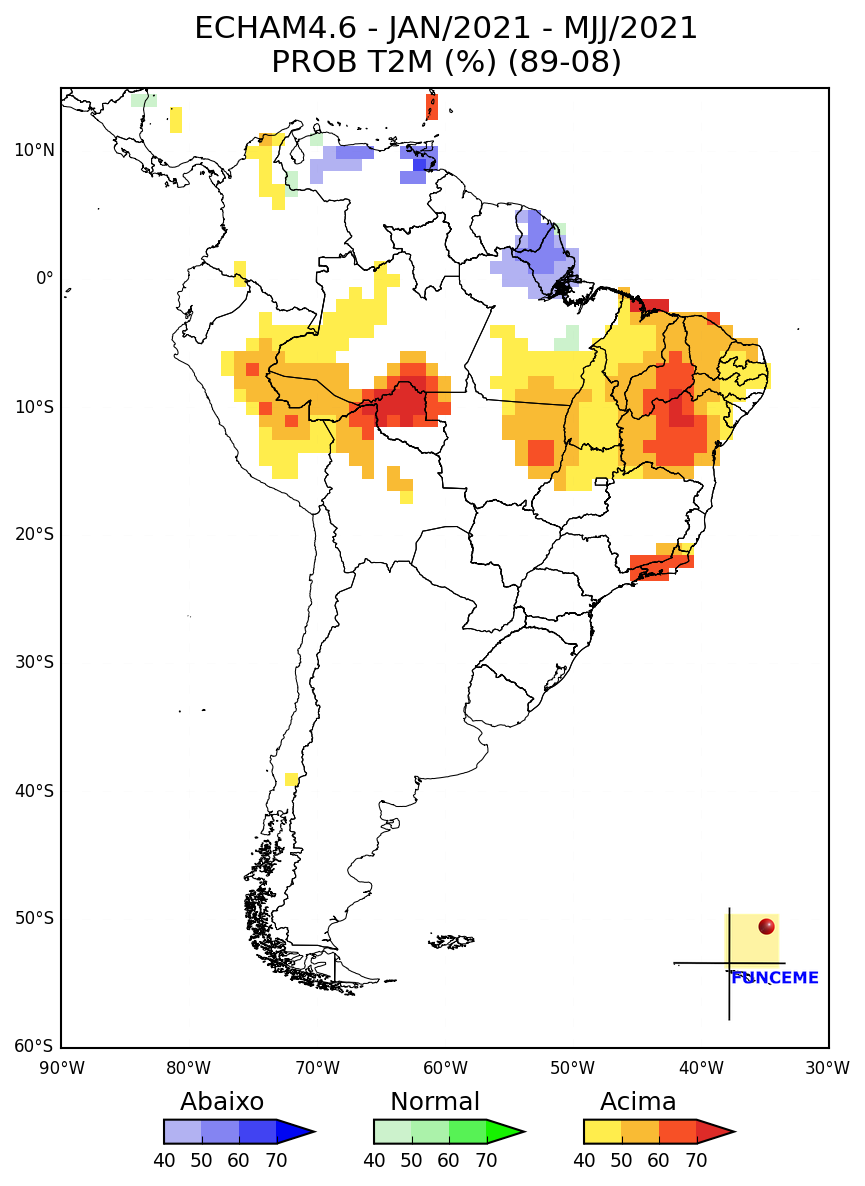 ECHAM4.6 - JAN/2021 - MJJ/2021
PROB T2M (%) (89-08)
10°N
0°
10°S
20°S
30°S
40°S
50°S
60°S
FUNCEME
90°W 80°W 70°W 60°W 50°W 40°W 30°W
Abaixo Normal Acima
40 50 60 70 40 50 60 70 40 50 60 70